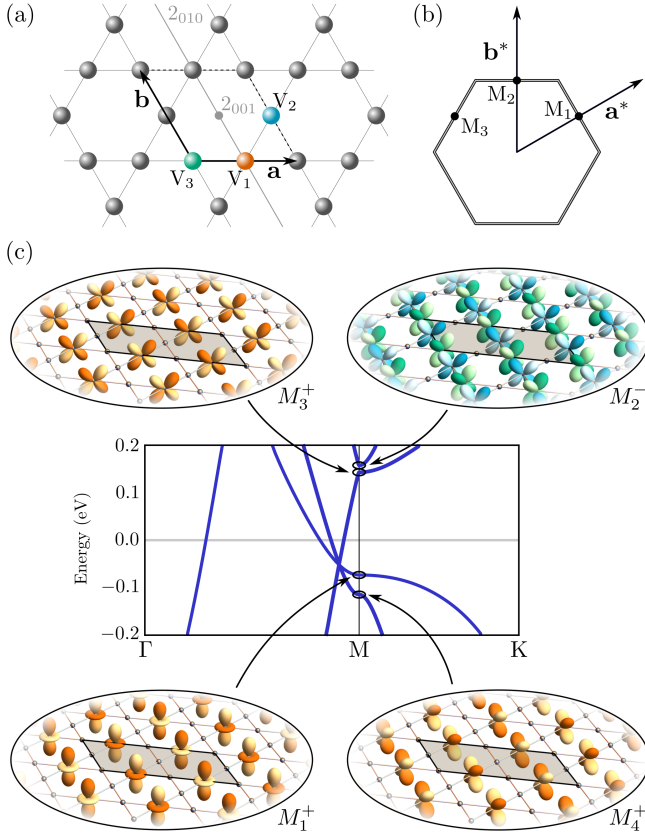 (a)
2₀₁₀
b
2₀₀₁
V₂
V₃
V₁
a
(b)
b*
M₂
M₁
a*
M₃
(c)
M₃⁺
M₂⁻
Energy (eV)
0.2
0.1
0.0
−0.1
−0.2
Γ
M
K
M₁⁺
M₄⁺